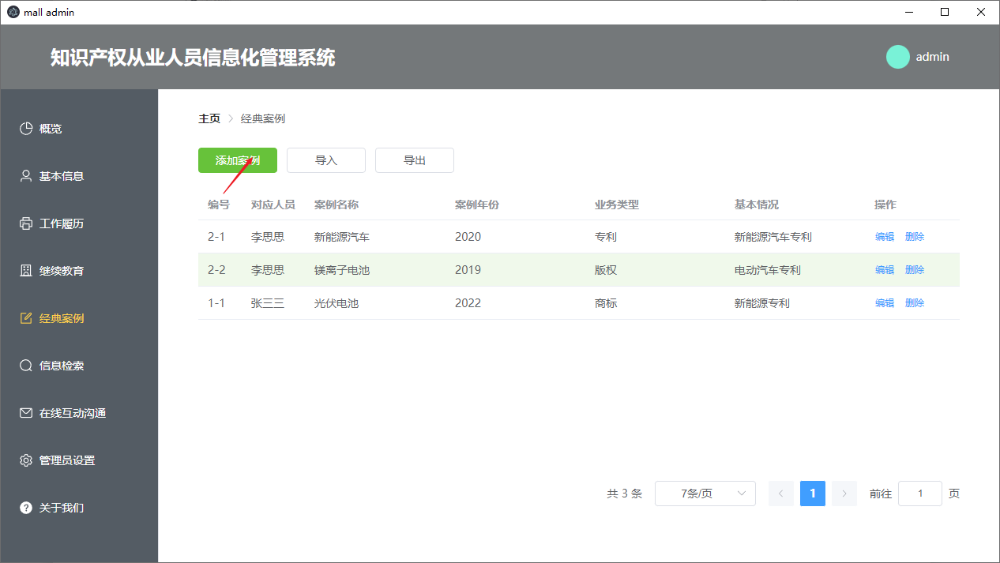 mall admin
知识产权从业人员信息化管理系统
admin
概览
基本信息
工作履历
继续教育
经典案例
信息检索
在线互动沟通
管理员设置
关于我们
主页 > 经典案例
添加案例 导入 导出
编号 对应人员 案例名称 案例年份 业务类型 基本情况 操作
2-1 李思思 新能源汽车 2020 专利 新能源汽车专利 编辑 删除
2-2 李思思 镁离子电池 2019 版权 电动汽车专利 编辑 删除
1-1 张三三 光伏电池 2022 商标 新能源专利 编辑 删除
共 3 条 7条/页 < 1 > 前往 1 页